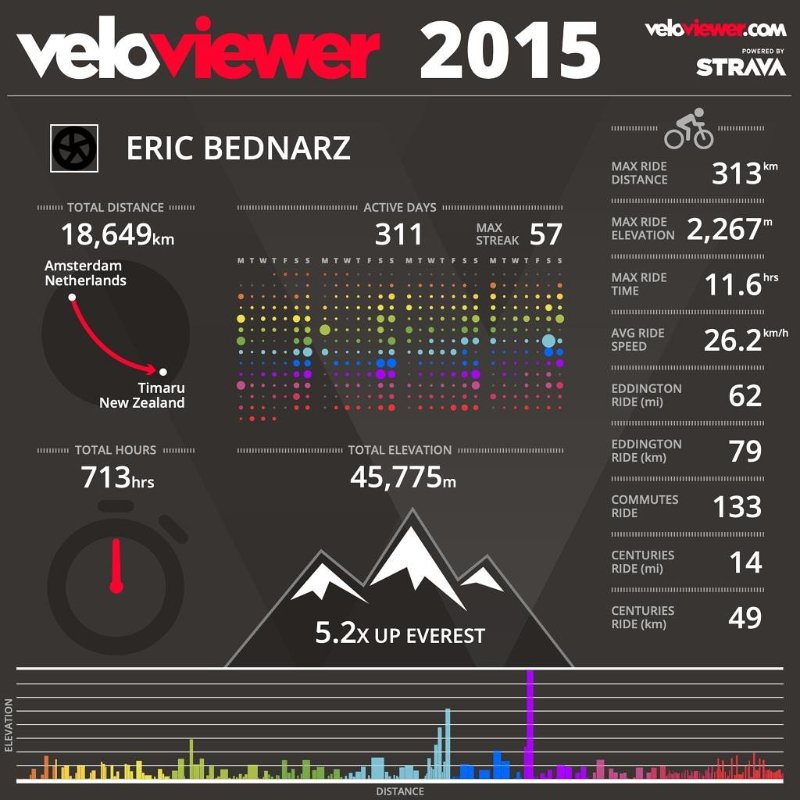 veloviewer 2015
veloviewer.com
POWERED BY
STRAVA
ERIC BEDNARZ
TOTAL DISTANCE
18,649km
Amsterdam
Netherlands
Timaru
New Zealand
ACTIVE DAYS
311
MAX
STREAK 57
M T W T F S S M T W T F S S M T W T F S S M T W T F S S
TOTAL HOURS
713hrs
TOTAL ELEVATION
45,775m
5.2X UP EVEREST
MAX RIDE
DISTANCE 313km
MAX RIDE
ELEVATION 2,267m
MAX RIDE
TIME 11.6hrs
AVG RIDE
SPEED 26.2km/h
EDDINGTON
RIDE (mi) 62
EDDINGTON
RIDE (km) 79
COMMUTES
RIDE 133
CENTURIES
RIDE (mi) 14
CENTURIES
RIDE (km) 49
ELEVATION
DISTANCE